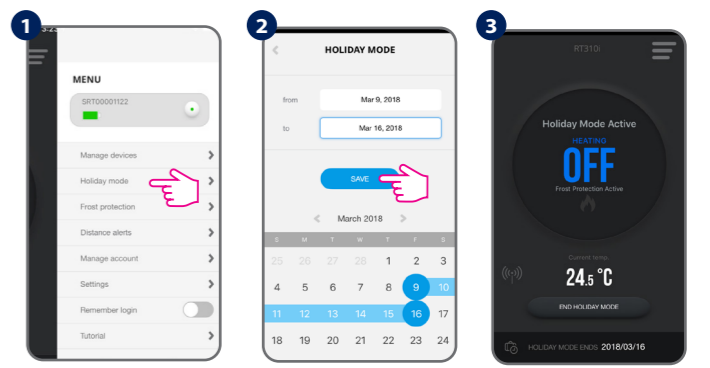 1
MENU
SRT00001122
Manage devices
Holiday mode
Frost protection
Distance alerts
Manage account
Settings
Remember login
Tutorial
2
HOLIDAY MODE
from Mar 9, 2018
to Mar 16, 2018
SAVE
March 2018
S M T W T F S
25 26 27 28 1 2 3
4 5 6 7 8 9 10
11 12 13 14 15 16 17
18 19 20 21 22 23 24
3
RT310i
Holiday Mode Active
HEATING
OFF
Frost Protection Active
Current temp.
24.5 °C
END HOLIDAY MODE
HOLIDAY MODE ENDS 2018/03/16